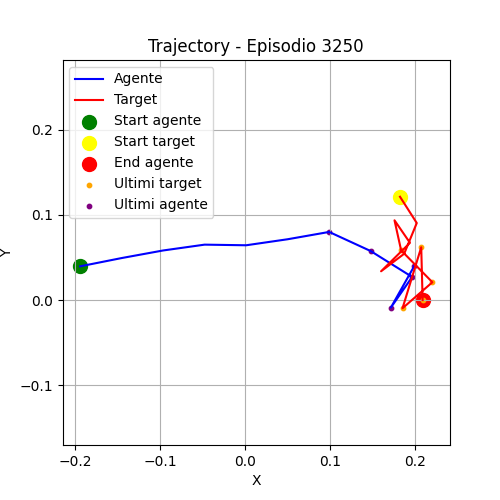 Trajectory - Episodio 3250
Agente
Target
Start agente
Start target
End agente
Ultimi target
Ultimi agente
0.2
0.1
0.0
−0.1
Y
−0.2
−0.1
0.0
0.1
0.2
X